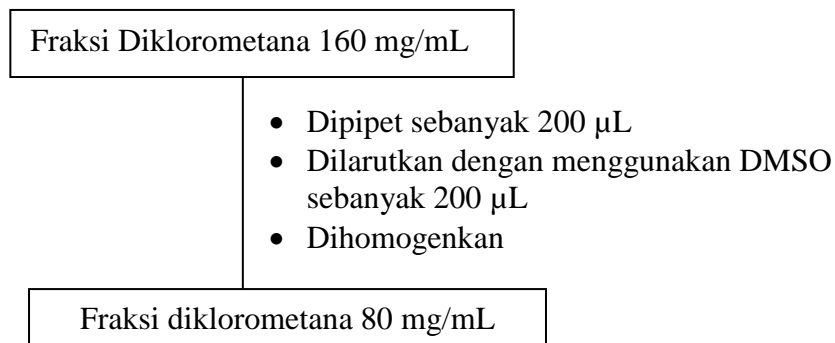 Fraksi Diklorometana 160 mg/mL
• Dipipet sebanyak 200 µL
• Dilarutkan dengan menggunakan DMSO
sebanyak 200 µL
• Dihomogenkan
Fraksi diklorometana 80 mg/mL